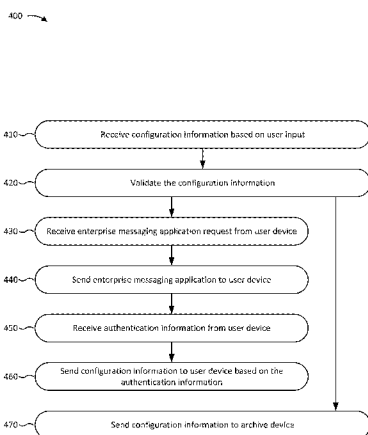 400
410
Receive configuration information based on user input
420
Validate the configuration information
430
Receive enterprise messaging application request from user device
440
Send enterprise messaging application to user device
450
Receive authentication information from user device
460
Send configuration information to user device based on the
authentication information
470
Send configuration information to archive device